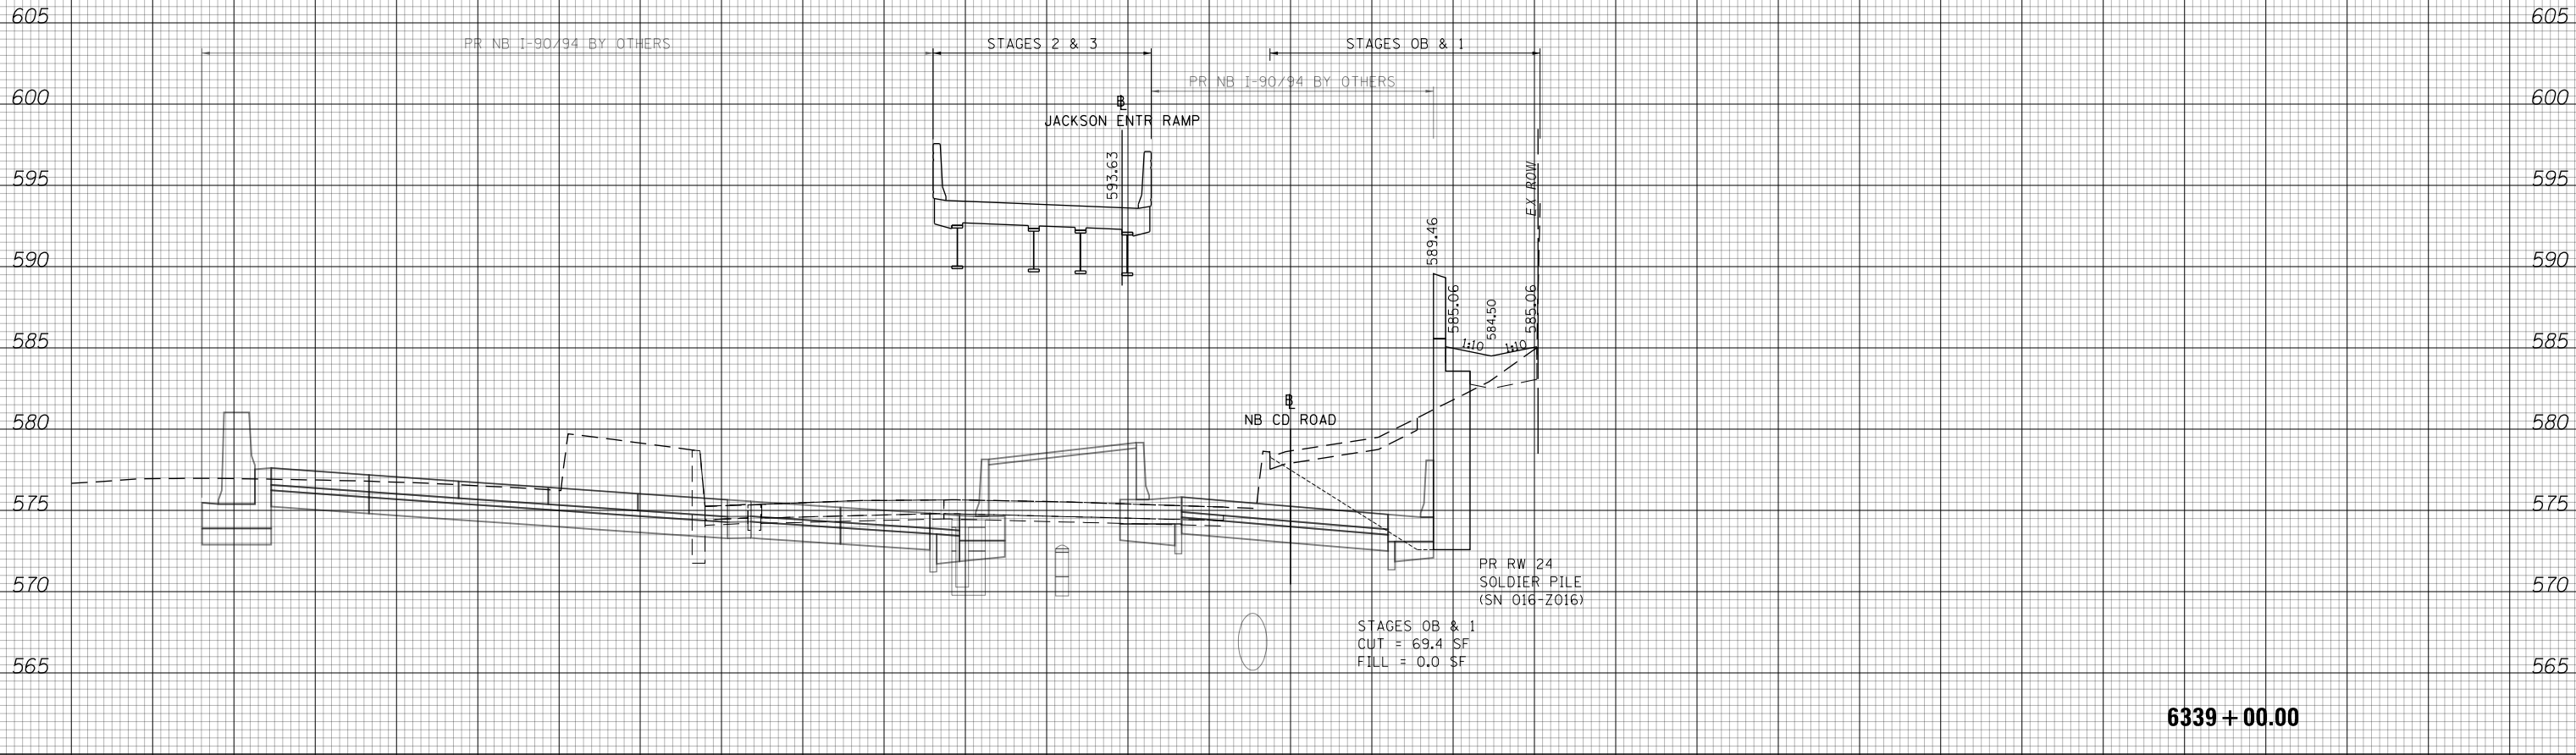 605 605
PR NB I-90/94 BY OTHERS STAGES 2 & 3 STAGES 0B & 1
PR NB I-90/94 BY OTHERS
600 600
BL
JACKSON ENTR RAMP
593.63
EX ROW
595 595
589.46
590 590
585.06 584.50 585.06
1:10 1:10
585 585
BL
NB CD ROAD
580 580
575 575
PR RW 24
SOLDIER PILE
(SN 016-Z016)
570 570
STAGES 0B & 1
CUT = 69.4 SF
FILL = 0.0 SF
565 565
6339+00.00